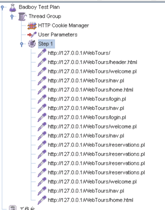 Badboy Test Plan
Thread Group
HTTP Cookie Manager
User Parameters
Step 1
http://127.0.0.1//WebTours/
http://127.0.0.1//WebTours/header.html
http://127.0.0.1//WebTours/welcome.pl
http://127.0.0.1//WebTours/nav.pl
http://127.0.0.1//WebTours/home.html
http://127.0.0.1//WebTours/login.pl
http://127.0.0.1//WebTours/nav.pl
http://127.0.0.1//WebTours/login.pl
http://127.0.0.1//WebTours/welcome.pl
http://127.0.0.1//WebTours/nav.pl
http://127.0.0.1//WebTours/reservations.pl
http://127.0.0.1//WebTours/reservations.pl
http://127.0.0.1//WebTours/reservations.pl
http://127.0.0.1//WebTours/reservations.pl
http://127.0.0.1//WebTours/welcome.pl
http://127.0.0.1//WebTours/nav.pl
http://127.0.0.1//WebTours/home.html